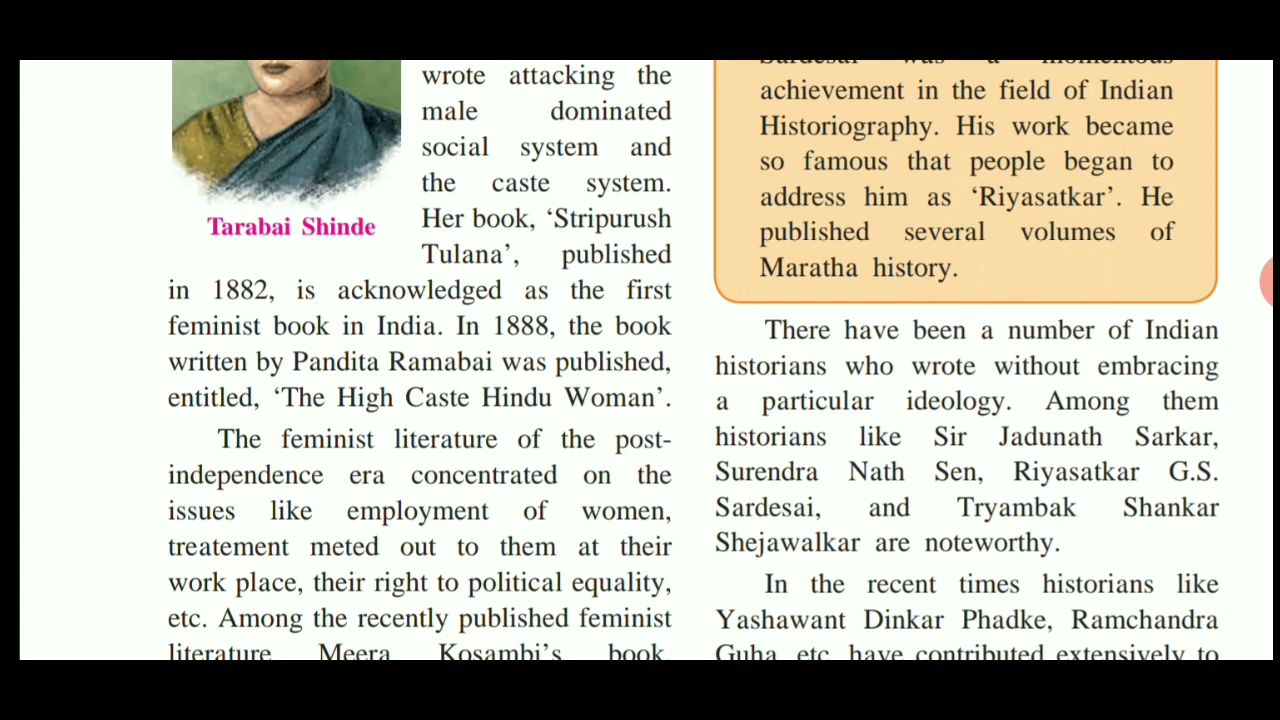 wrote attacking the
male dominated
social system and
the caste system.
Her book, ‘Stripurush
Tulana’, published
Tarabai Shinde
in 1882, is acknowledged as the first
feminist book in India. In 1888, the book
written by Pandita Ramabai was published,
entitled, ‘The High Caste Hindu Woman’.
The feminist literature of the post-
independence era concentrated on the
issues like employment of women,
treatement meted out to them at their
work place, their right to political equality,
etc. Among the recently published feminist
literature Meera Kosambi’s book,
Sardesai was a momentous
achievement in the field of Indian
Historiography. His work became
so famous that people began to
address him as ‘Riyasatkar’. He
published several volumes of
Maratha history.
There have been a number of Indian
historians who wrote without embracing
a particular ideology. Among them
historians like Sir Jadunath Sarkar,
Surendra Nath Sen, Riyasatkar G.S.
Sardesai, and Tryambak Shankar
Shejawalkar are noteworthy.
In the recent times historians like
Yashawant Dinkar Phadke, Ramchandra
Guha, etc. have contributed extensively to